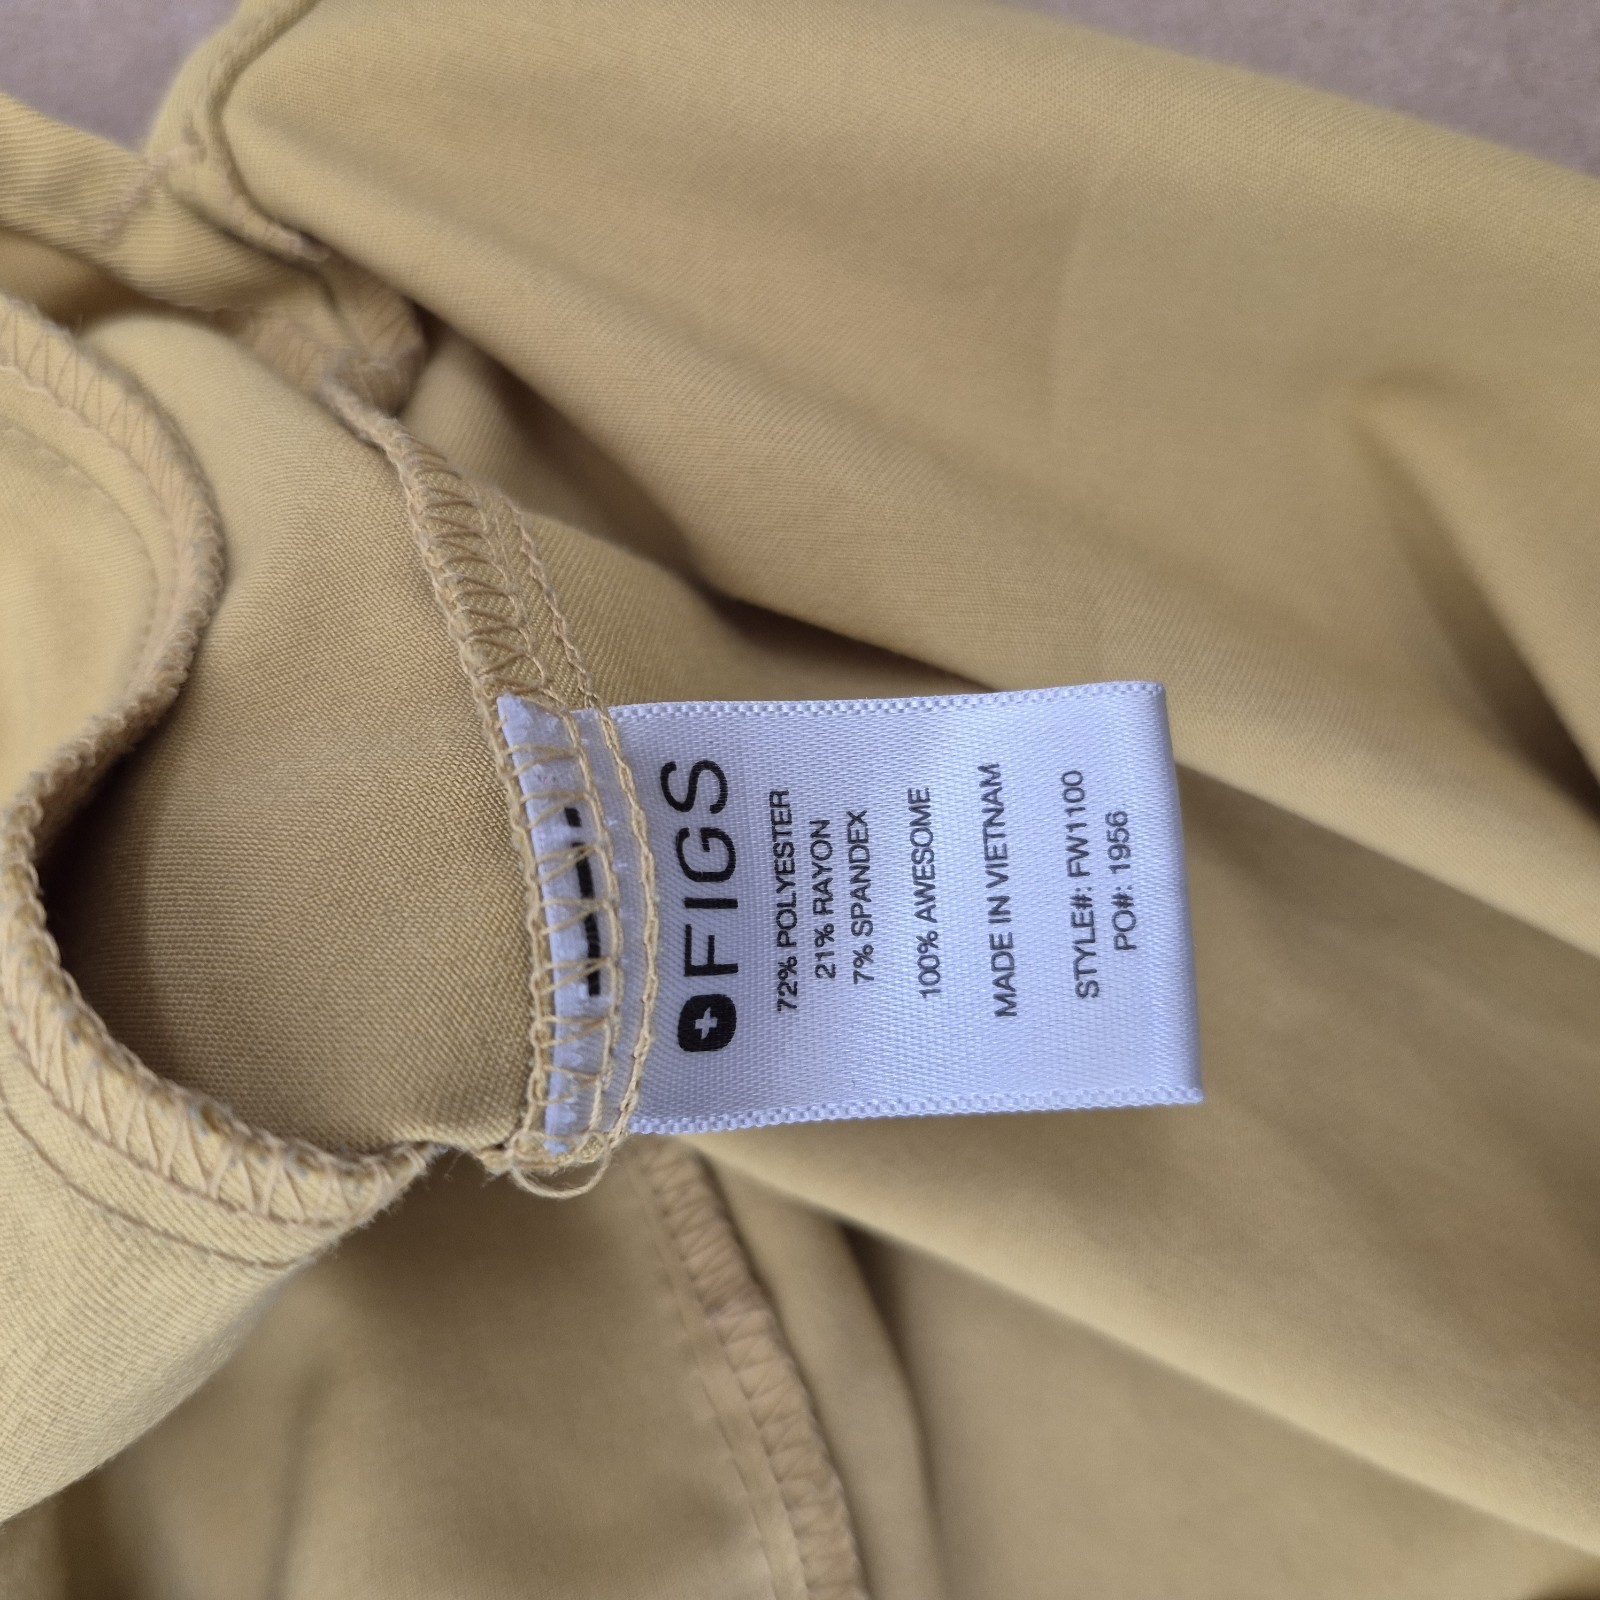 FIGS
72% POLYESTER
21% RAYON
7% SPANDEX
100% AWESOME
MADE IN VIETNAM
STYLE#: FW1100
PO#: 1956